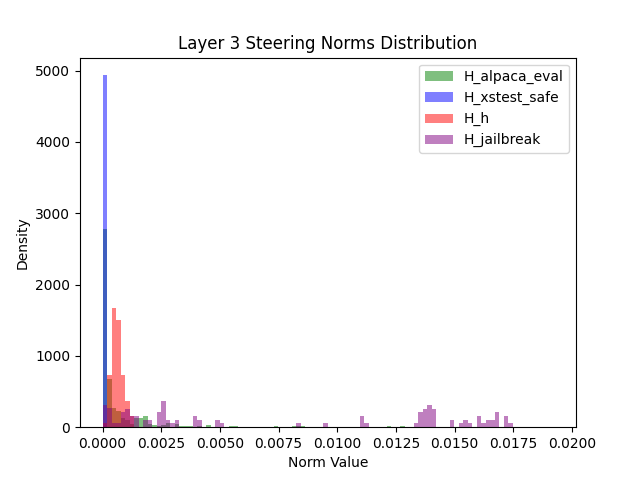 Layer 3 Steering Norms Distribution
H_alpaca_eval
H_xstest_safe
H_h
H_jailbreak
Density
5000
4000
3000
2000
1000
0
0.0000 0.0025 0.0050 0.0075 0.0100 0.0125 0.0150 0.0175 0.0200
Norm Value